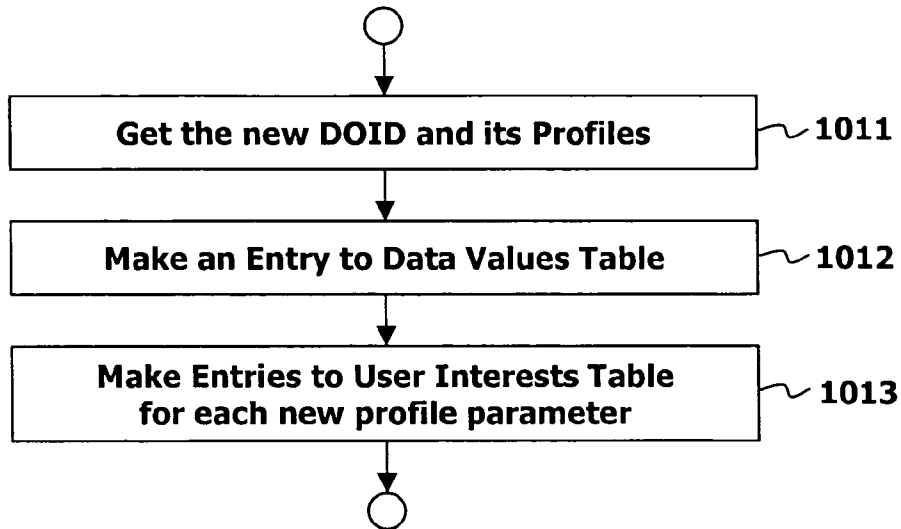 Get the new DOID and its Profiles
1011
Make an Entry to Data Values Table
1012
Make Entries to User Interests Table
for each new profile parameter
1013